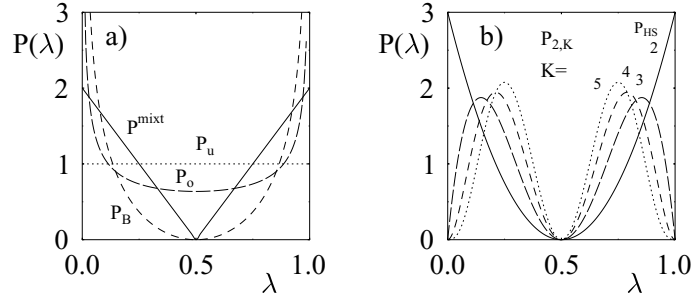 3
P(λ)
2
1
0
a)
P^mixt
P_u
P_o
P_B
0.0
0.5
λ
1.0
3
P(λ)
2
1
0
b)
P_2,K
K=
5
4
3
P_HS
2
0.0
0.5
λ
1.0